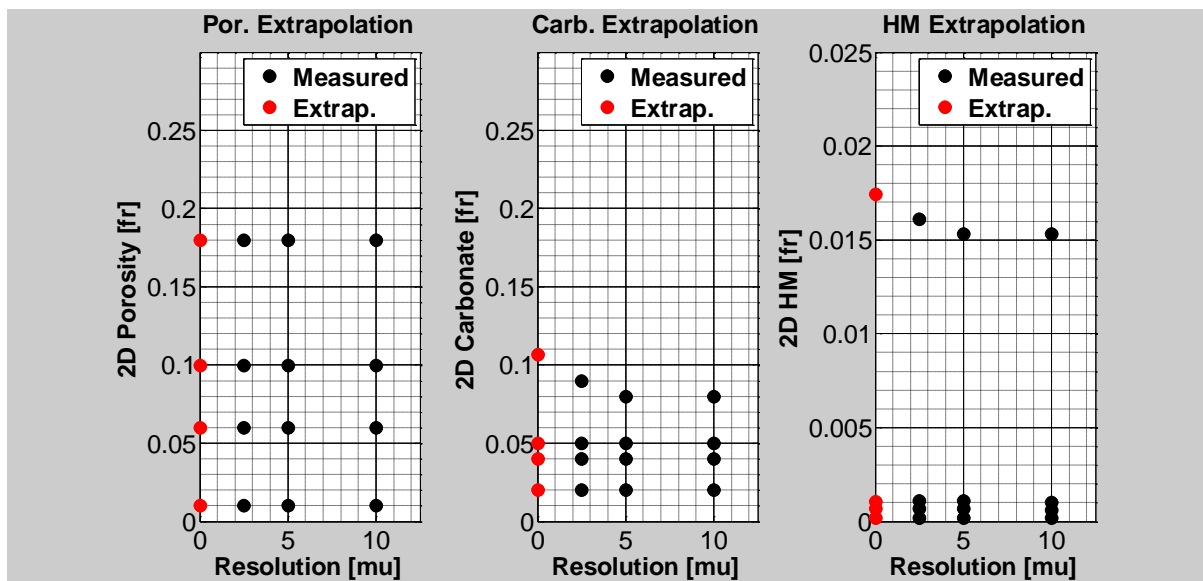 Por. Extrapolation
Measured
Extrap.
0.25
0.2
0.15
0.1
0.05
0
0 5 10
2D Porosity [fr]
Resolution [mu]
Carb. Extrapolation
Measured
Extrap.
0.25
0.2
0.15
0.1
0.05
0
0 5 10
2D Carbonate [fr]
Resolution [mu]
HM Extrapolation
Measured
Extrap.
0.025
0.02
0.015
0.01
0.005
0
0 5 10
2D HM [fr]
Resolution [mu]